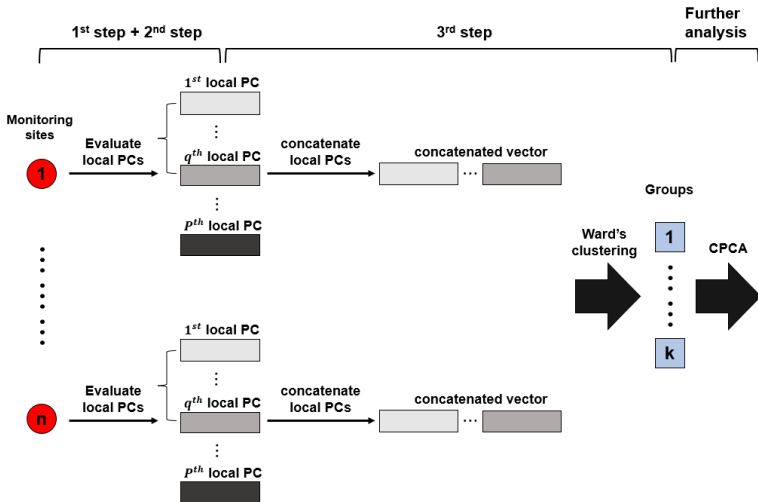 1st step + 2nd step
3rd step
Further
analysis
Monitoring
sites
1
Evaluate
local PCs
1st local PC
⋮
qth local PC
⋮
Pth local PC
concatenate
local PCs
concatenated vector
...
n
Evaluate
local PCs
1st local PC
⋮
qth local PC
⋮
Pth local PC
concatenate
local PCs
concatenated vector
...
Ward's
clustering
Groups
1
k
CPCA